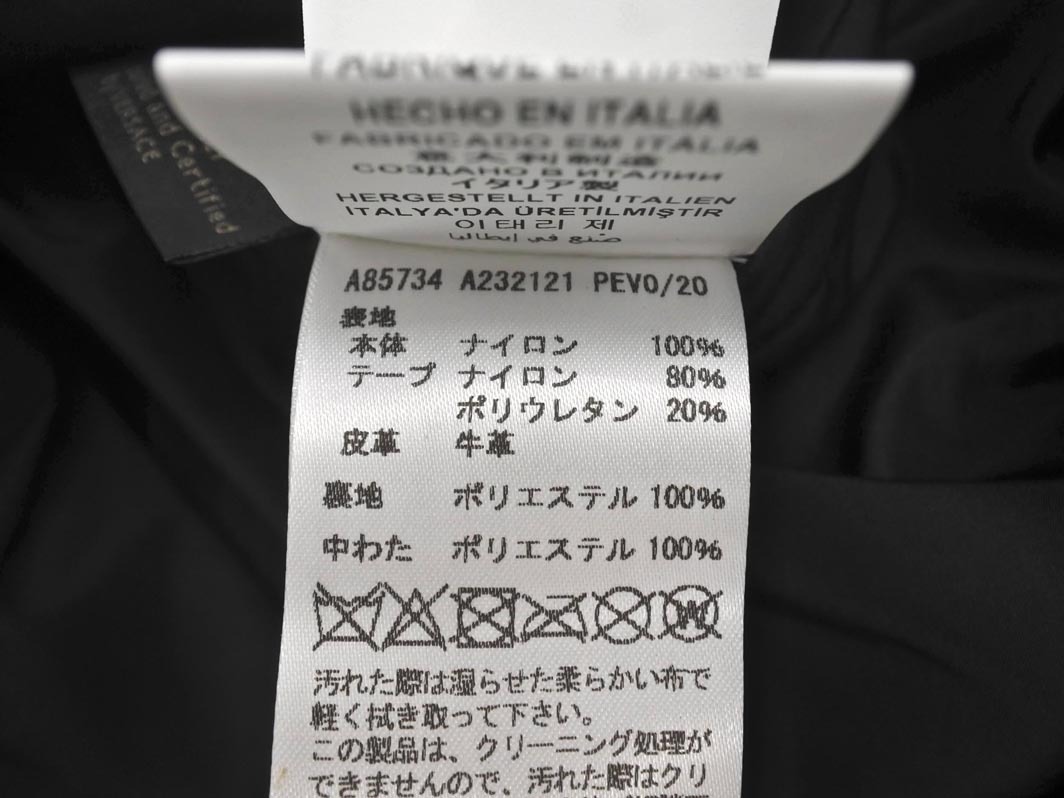 HECHO EN ITALIA
FABRICADO EM ITALIA
意大利制造
СОЗДАНО В ИТАЛИИ
イタリア製
HERGESTELLT IN ITALIEN
ITALYA'DA ÜRETİLMİŞTİR
이태리 제
صنع في إيطاليا
and Certified
by VERSACE
A85734 A232121 PEV0/20
表地
本体 ナイロン 100%
テープ ナイロン 80%
ポリウレタン 20%
皮革 牛革
裏地 ポリエステル 100%
中わた ポリエステル 100%
W
汚れた際は湿らせた柔らかい布で
軽く拭き取って下さい。
この製品は、クリーニング処理が
できませんので、汚れた際はクリ